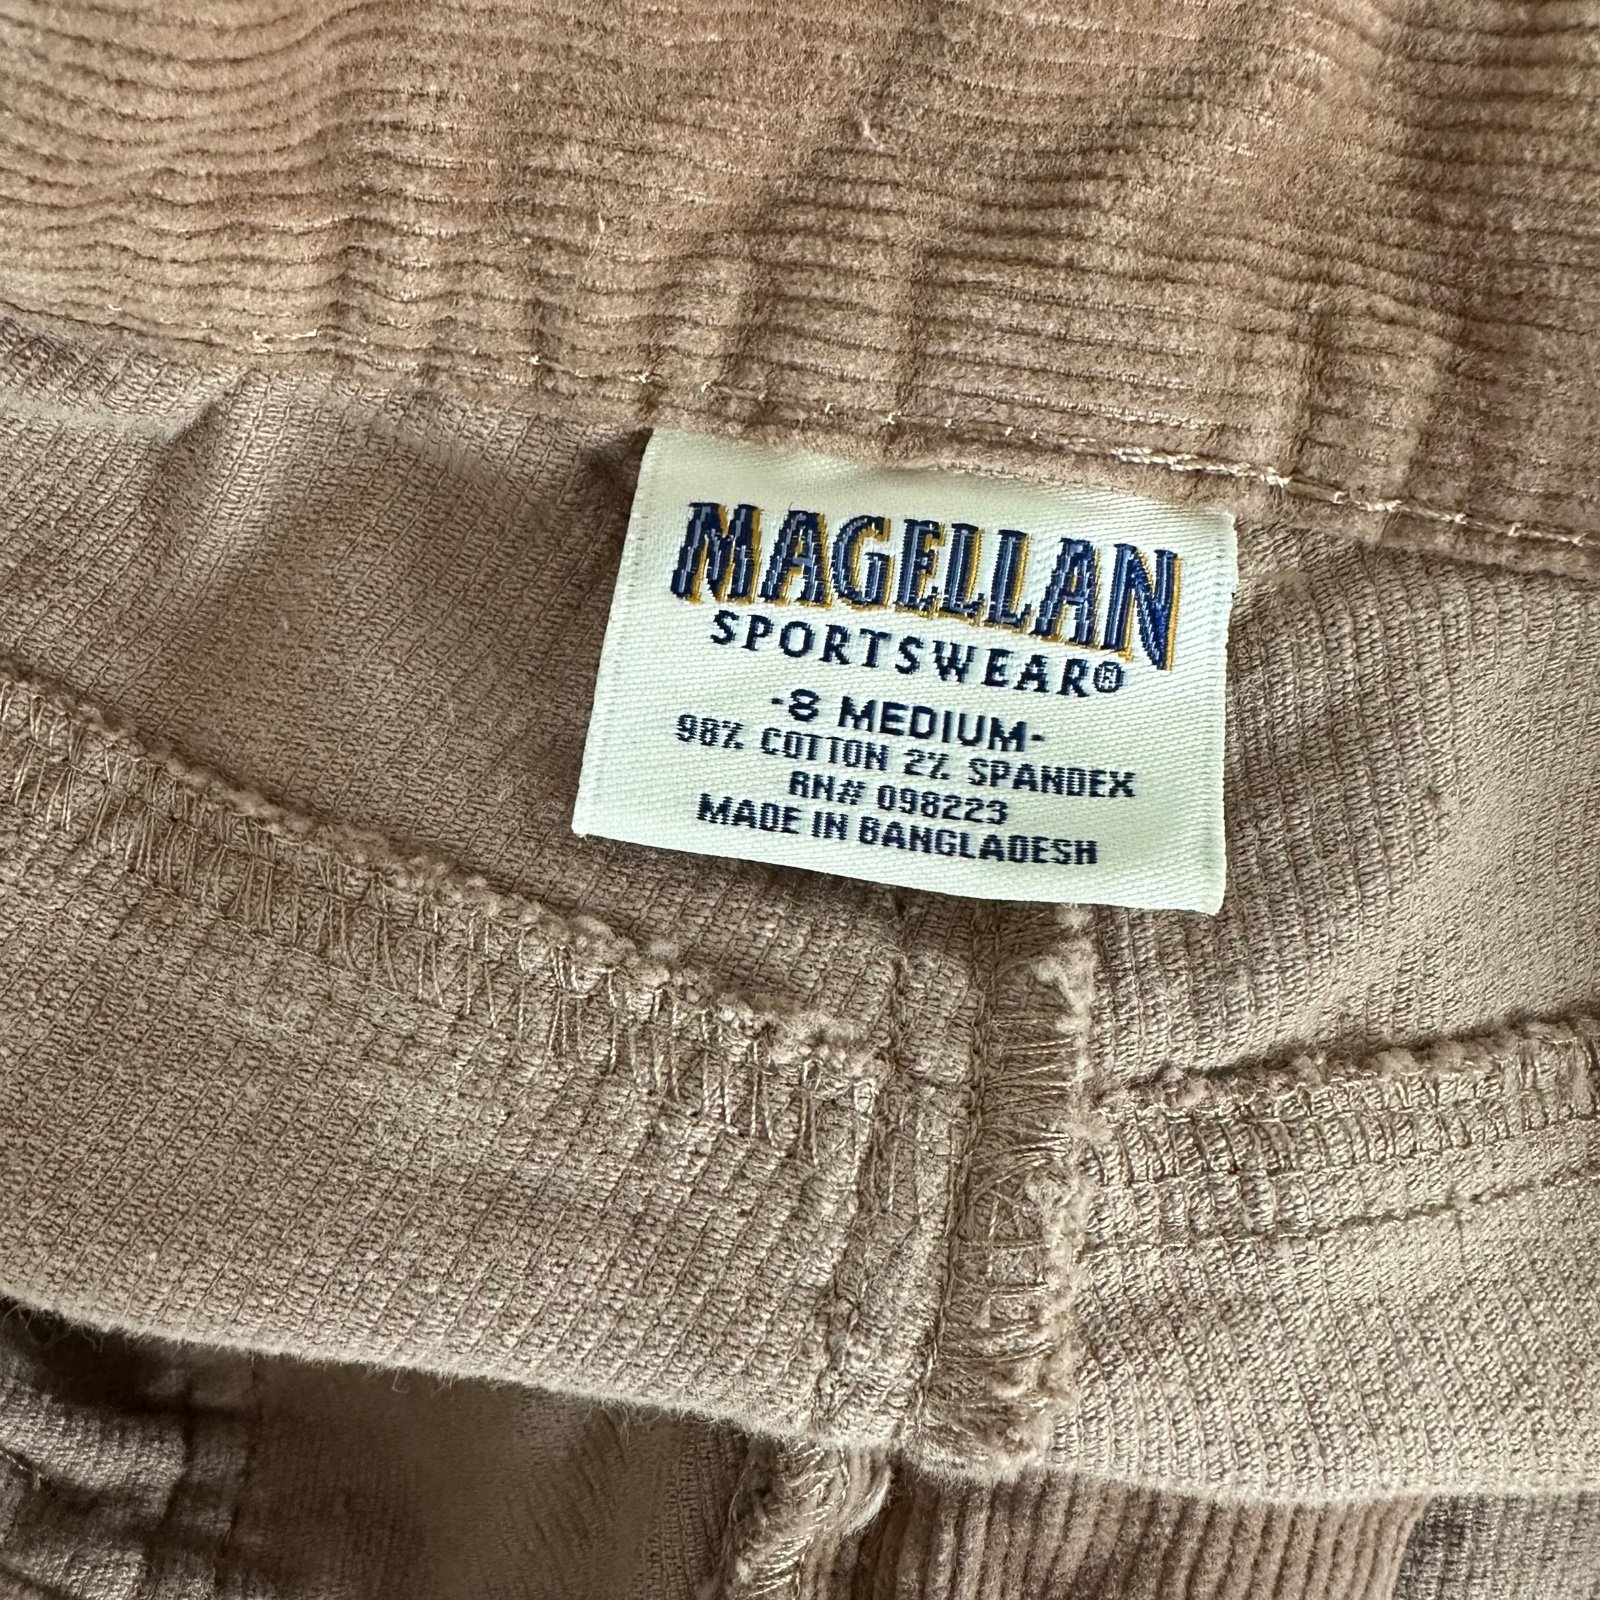 MAGELLAN
SPORTSWEAR®
-8 MEDIUM-
98% COTTON 2% SPANDEX
RN# 098223
MADE IN BANGLADESH